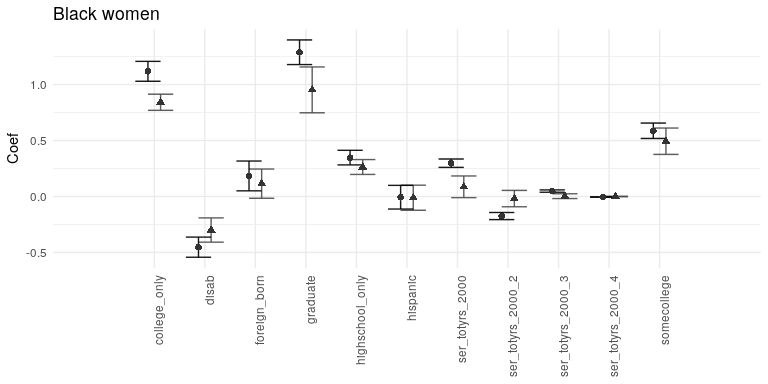 Black women
Coef
1.0
0.5
0.0
-0.5
college_only
disab
foreign_born
graduate
highschool_only
hispanic
ser_totyrs_2000
ser_totyrs_2000_2
ser_totyrs_2000_3
ser_totyrs_2000_4
somecollege